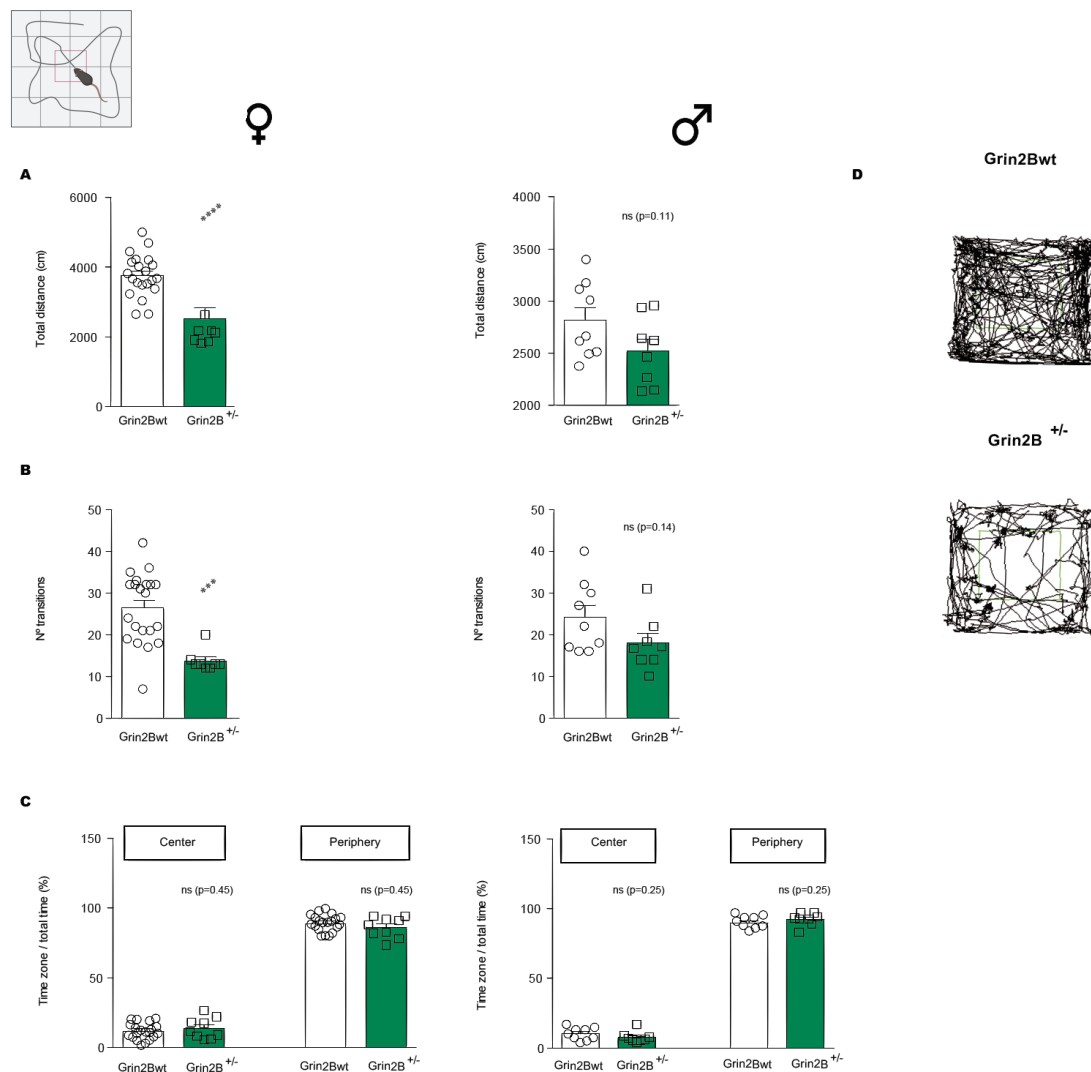 ♀
♂
A
D
Grin2Bwt
Total distance (cm)
6000
4000
2000
0
****
Grin2Bwt
Grin2B +/-
Total distance (cm)
4000
3500
3000
2500
2000
ns (p=0.11)
Grin2Bwt
Grin2B +/-
Grin2B +/-
B
Nº transitions
50
40
30
20
10
0
***
Grin2Bwt
Grin2B +/-
Nº transitions
50
40
30
20
10
0
ns (p=0.14)
Grin2Bwt
Grin2B +/-
C
Time zone / total time (%)
150
100
50
0
Center
Periphery
ns (p=0.45)
ns (p=0.45)
Grin2Bwt
Grin2B +/-
Grin2Bwt
Grin2B +/-
Time zone / total time (%)
150
100
50
0
Center
Periphery
ns (p=0.25)
ns (p=0.25)
Grin2Bwt
Grin2B +/-
Grin2Bwt
Grin2B +/-